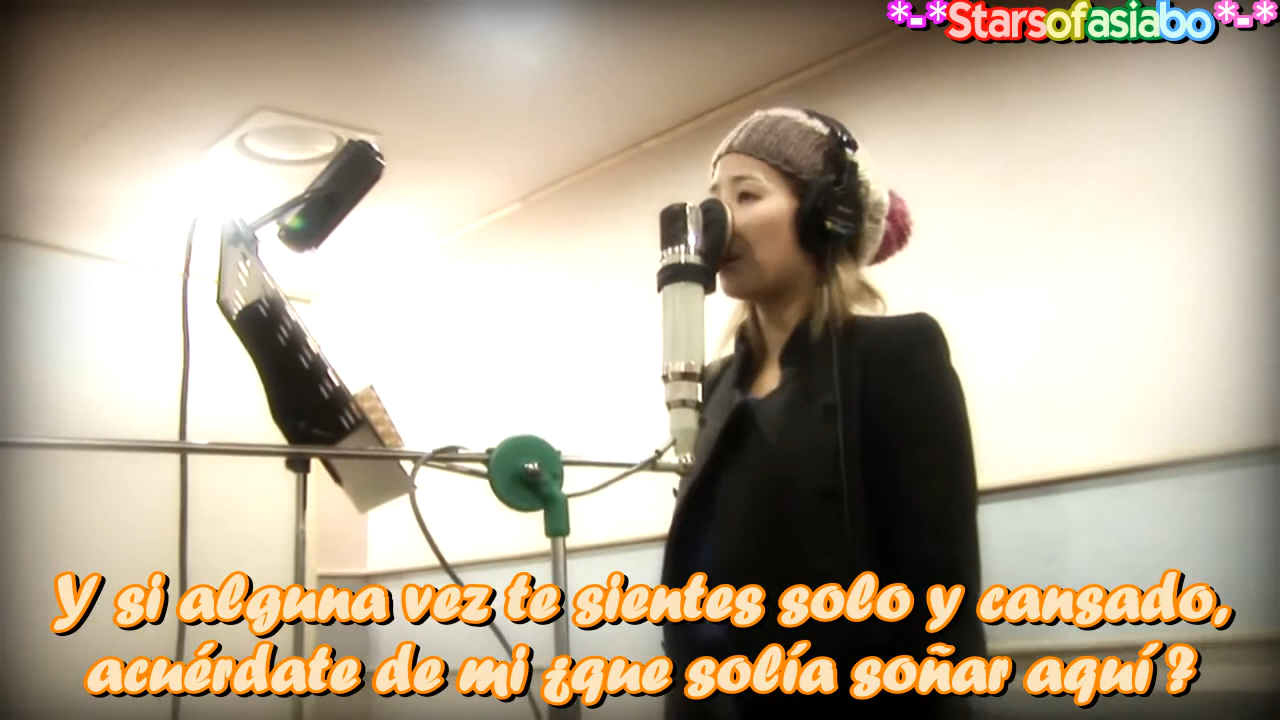 *-*Starsofasiabo*-*
Y si alguna vez te sientes solo y cansado,
acuérdate de mi ¿que solía soñar aquí ?